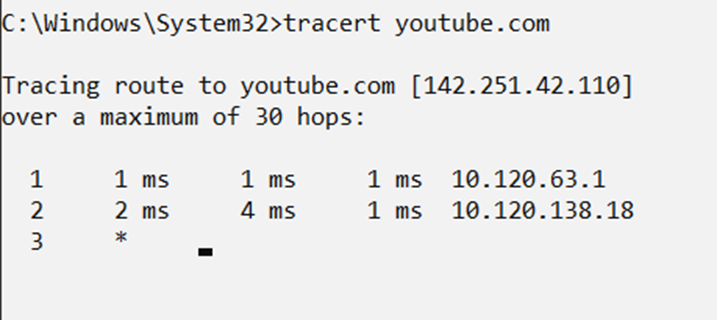 C:\Windows\System32>tracert youtube.com
Tracing route to youtube.com [142.251.42.110]
over a maximum of 30 hops:
1 1 ms 1 ms 1 ms 10.120.63.1
2 2 ms 4 ms 1 ms 10.120.138.18
3 *